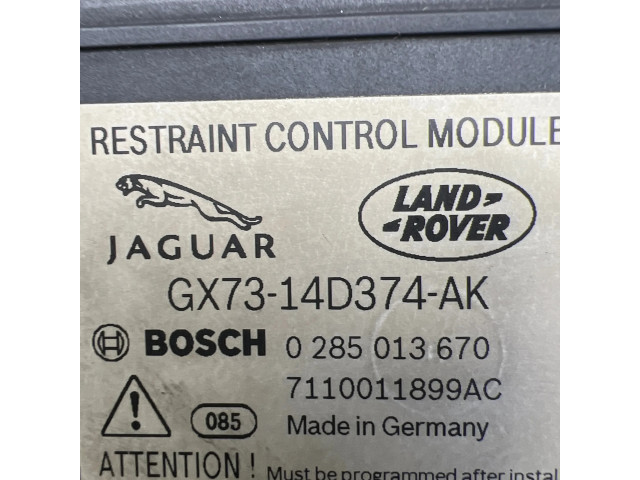 RESTRAINT CONTROL MODULE
JAGUAR
LAND-
-ROVER
GX73-14D374-AK
BOSCH 0 285 013 670
7110011899AC
085 Made in Germany
ATTENTION ! Must be programmed after instal